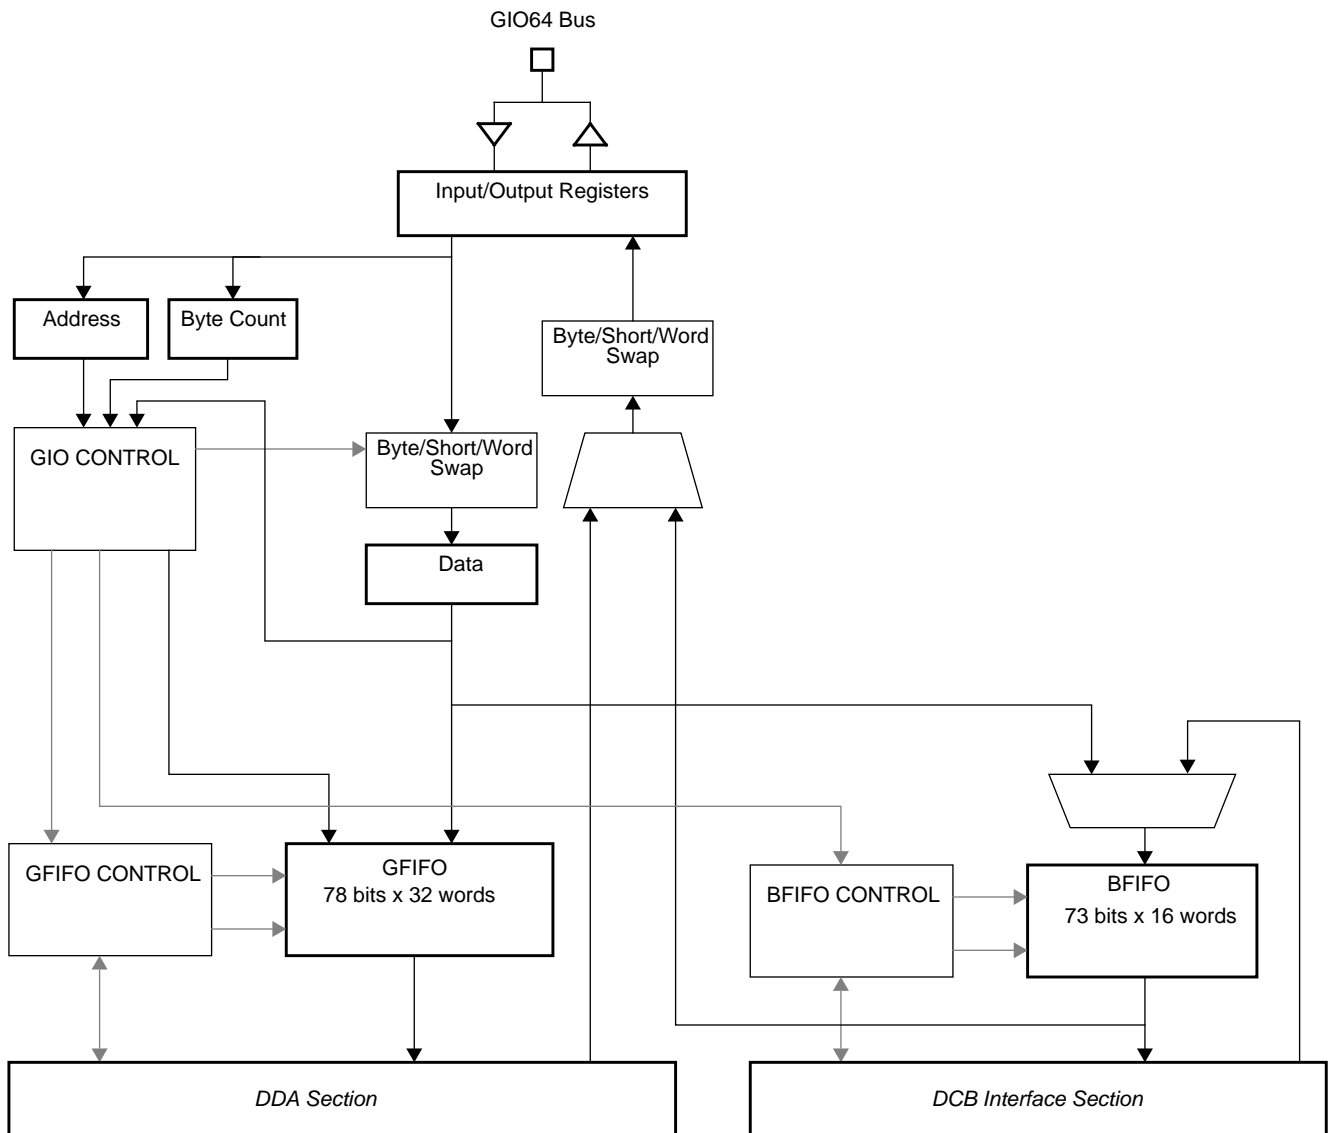 GIO64 Bus
Input/Output Registers
Address
Byte Count
Byte/Short/Word
Swap
GIO CONTROL
Byte/Short/Word
Swap
Data
GFIFO CONTROL
GFIFO
78 bits x 32 words
BFIFO CONTROL
BFIFO
73 bits x 16 words
DDA Section
DCB Interface Section